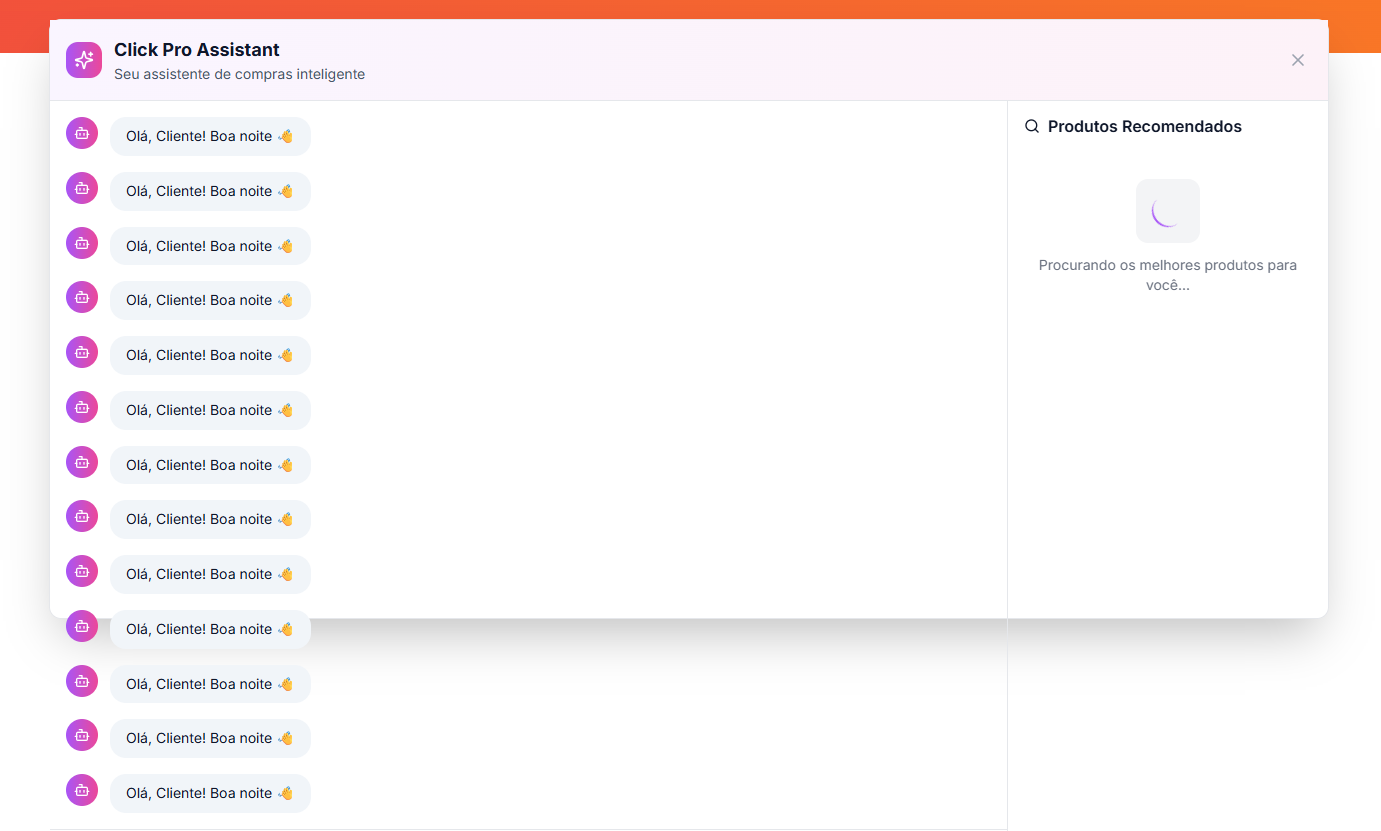 Click Pro Assistant
Seu assistente de compras inteligente
Olá, Cliente! Boa noite 👋
Olá, Cliente! Boa noite 👋
Olá, Cliente! Boa noite 👋
Olá, Cliente! Boa noite 👋
Olá, Cliente! Boa noite 👋
Olá, Cliente! Boa noite 👋
Olá, Cliente! Boa noite 👋
Olá, Cliente! Boa noite 👋
Olá, Cliente! Boa noite 👋
Olá, Cliente! Boa noite 👋
Olá, Cliente! Boa noite 👋
Olá, Cliente! Boa noite 👋
Olá, Cliente! Boa noite 👋
Produtos Recomendados
Procurando os melhores produtos para
você...